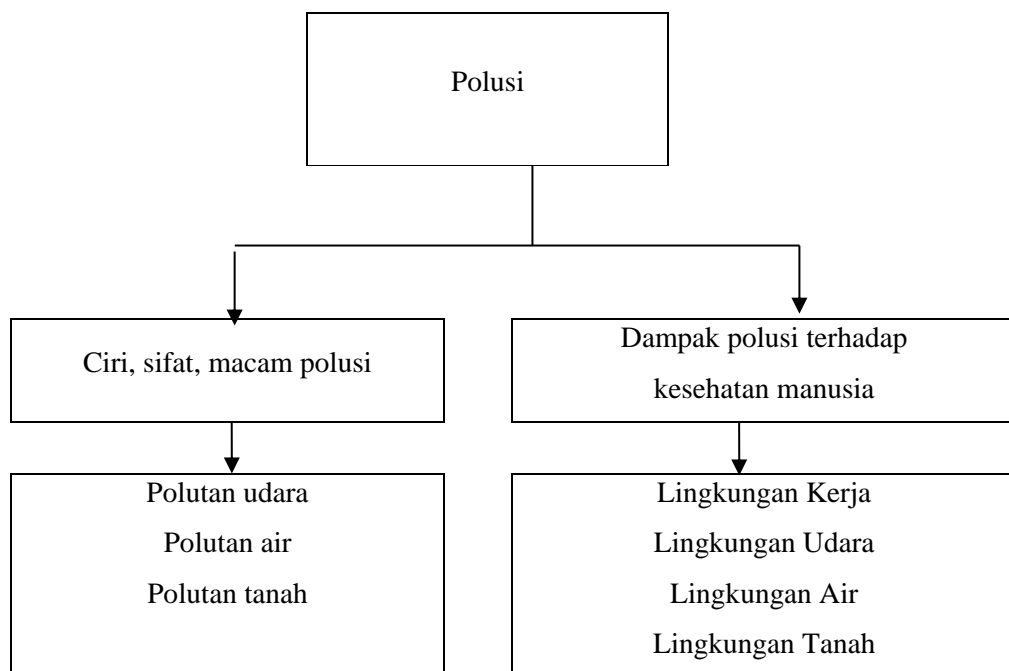 Polusi
Ciri, sifat, macam polusi
Dampak polusi terhadap
kesehatan manusia
Polutan udara
Polutan air
Polutan tanah
Lingkungan Kerja
Lingkungan Udara
Lingkungan Air
Lingkungan Tanah